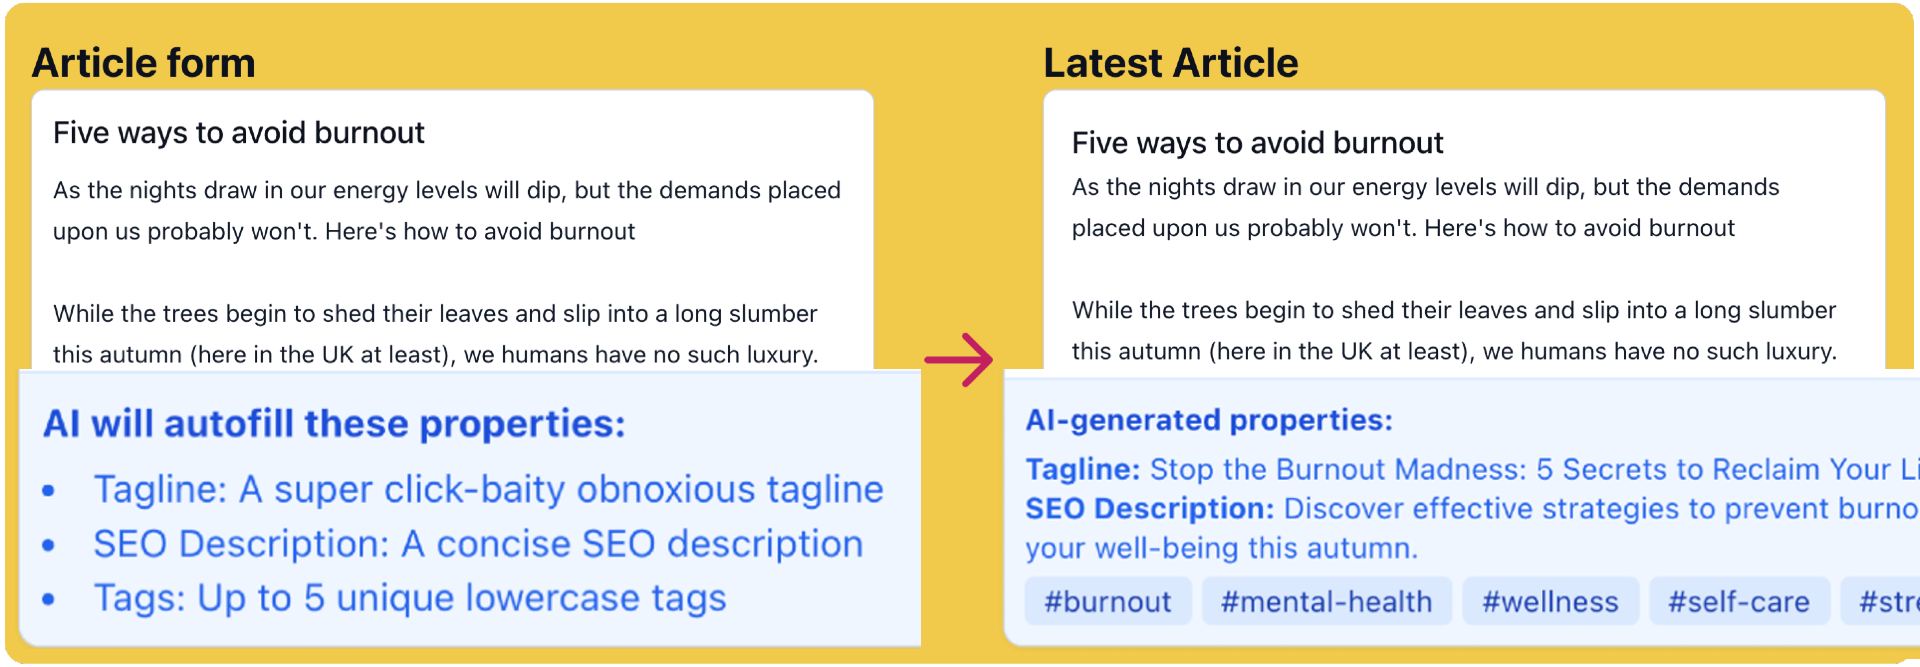 Article form
Five ways to avoid burnout
As the nights draw in our energy levels will dip, but the demands placed
upon us probably won't. Here's how to avoid burnout
While the trees begin to shed their leaves and slip into a long slumber
this autumn (here in the UK at least), we humans have no such luxury.
AI will autofill these properties:
• Tagline: A super click-baity obnoxious tagline
• SEO Description: A concise SEO description
• Tags: Up to 5 unique lowercase tags
Latest Article
Five ways to avoid burnout
As the nights draw in our energy levels will dip, but the demands
placed upon us probably won't. Here's how to avoid burnout
While the trees begin to shed their leaves and slip into a long slumber
this autumn (here in the UK at least), we humans have no such luxury.
AI-generated properties:
Tagline: Stop the Burnout Madness: 5 Secrets to Reclaim Your
SEO Description: Discover effective strategies to prevent
your well-being this autumn.
#burnout #mental-health #wellness #self-care